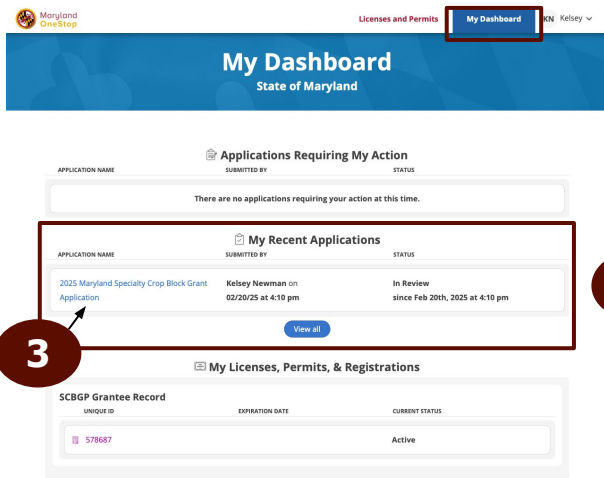 Maryland
OneStop
Licenses and Permits
My Dashboard
KN Kelsey
My Dashboard
State of Maryland
Applications Requiring My Action
APPLICATION NAME SUBMITTED BY STATUS
There are no applications requiring your action at this time.
My Recent Applications
APPLICATION NAME SUBMITTED BY STATUS
2025 Maryland Specialty Crop Block Grant Kelsey Newman on In Review
Application 02/20/25 at 4:10 pm since Feb 20th, 2025 at 4:10 pm
View all
3
My Licenses, Permits, & Registrations
SCBGP Grantee Record
UNIQUE ID EXPIRATION DATE CURRENT STATUS
578687 Active